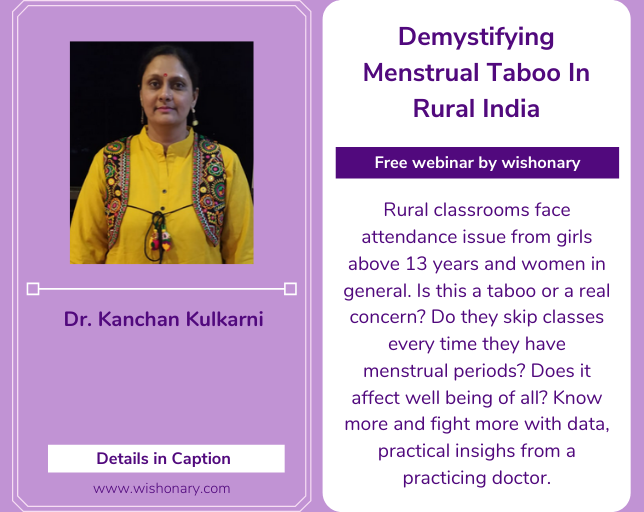 Dr. Kanchan Kulkarni
Details in Caption
www.wishonary.com
Demystifying
Menstrual Taboo In
Rural India
Free webinar by wishonary
Rural classrooms face
attendance issue from girls
above 13 years and women in
general. Is this a taboo or a real
concern? Do they skip classes
every time they have
menstrual periods? Does it
affect well being of all? Know
more and fight more with data,
practical insighs from a
practicing doctor.